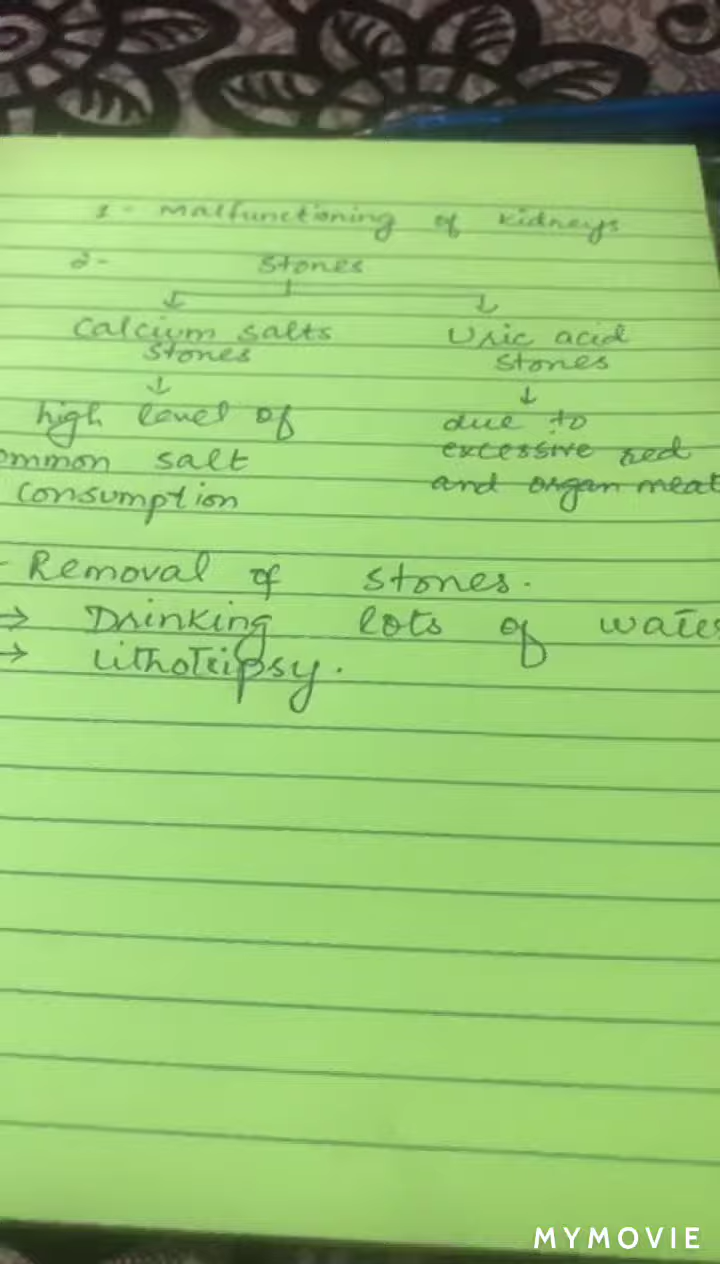 1- Malfunctioning of kidneys
2- Stones
Calcium salts Uric acid
stones stones
high level of due to
ommon salt excessive red
consumption and organ meat
- Removal of stones.
→ Drinking lots of water
→ Lithotripsy.
MYMOVIE